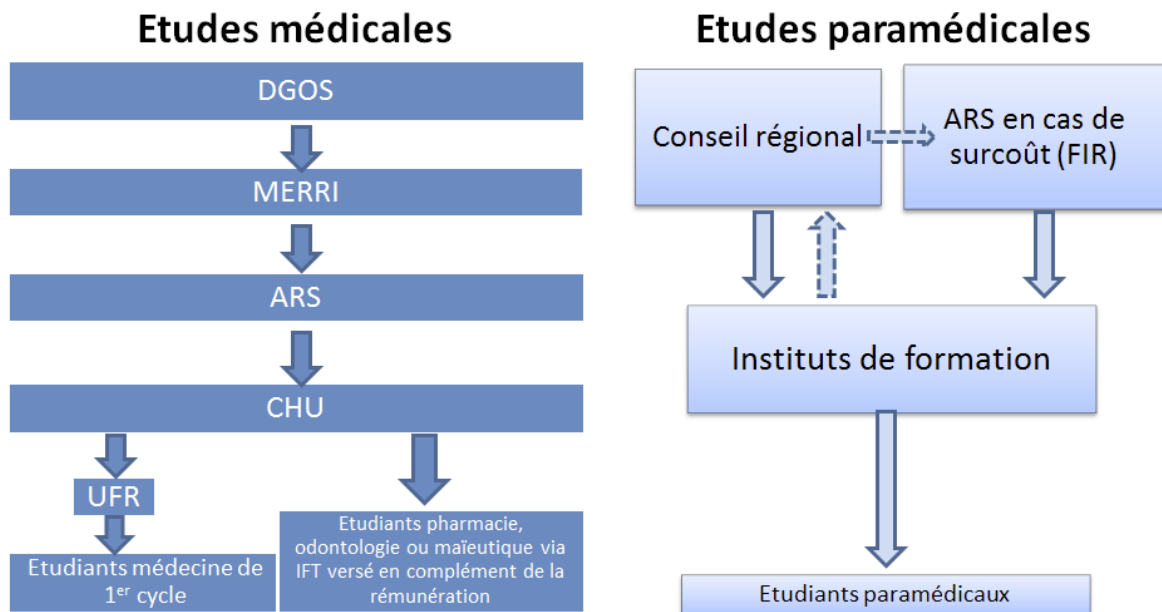 Etudes médicales
DGOS
MERRI
ARS
CHU
UFR
Etudiants médecine de
1er cycle
Etudiants pharmacie,
odontologie ou maïeutique via
IFT versé en complément de la
rémunération
Etudes paramédicales
Conseil régional
ARS en cas de
surcoût (FIR)
Instituts de formation
Etudiants paramédicaux